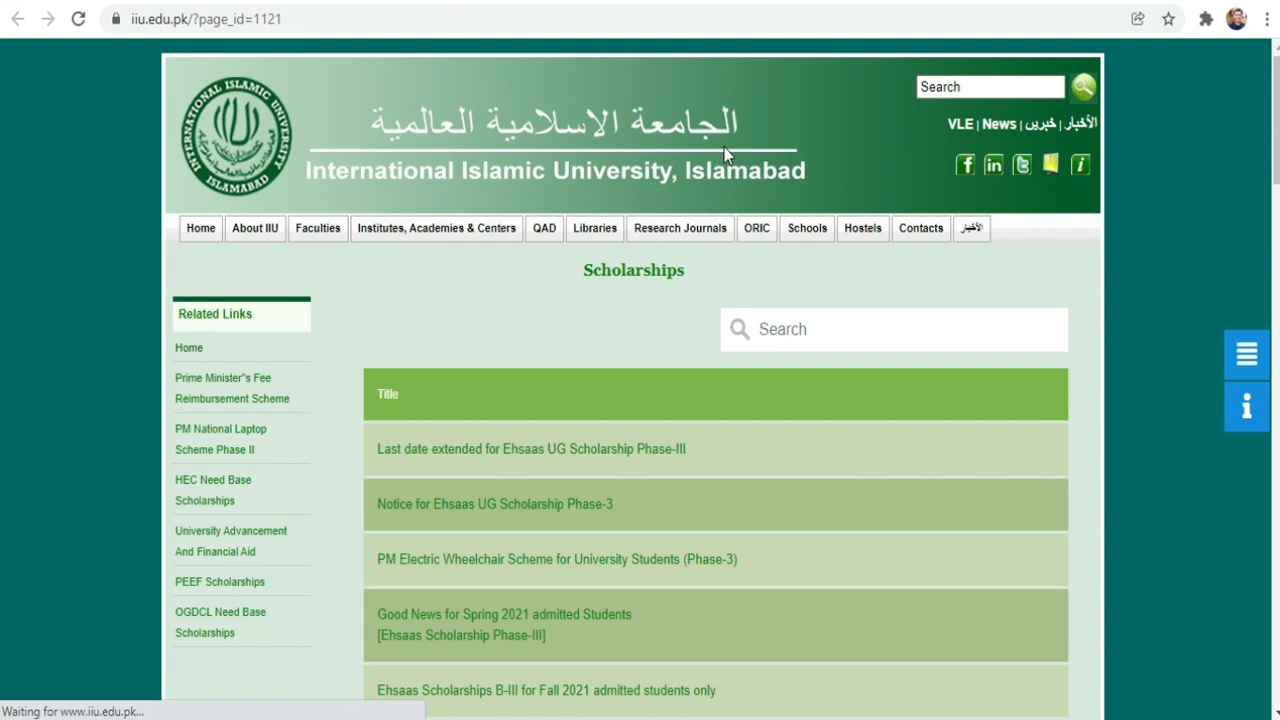 iiu.edu.pk/?page_id=1121
INTERNATIONAL ISLAMIC UNIVERSITY
ISLAMABAD
الجامعة الاسلامية العالمية
International Islamic University, Islamabad
Search
VLE | News | خبریں | الأخبار
Home
About IIU
Faculties
Institutes, Academies & Centers
QAD
Libraries
Research Journals
ORIC
Schools
Hostels
Contacts
الأخبار
Scholarships
Related Links
Home
Prime Minister"s Fee
Reimbursement Scheme
PM National Laptop
Scheme Phase II
HEC Need Base
Scholarships
University Advancement
And Financial Aid
PEEF Scholarships
OGDCL Need Base
Scholarships
Search
Title
Last date extended for Ehsaas UG Scholarship Phase-III
Notice for Ehsaas UG Scholarship Phase-3
PM Electric Wheelchair Scheme for University Students (Phase-3)
Good News for Spring 2021 admitted Students
[Ehsaas Scholarship Phase-III]
Ehsaas Scholarships B-III for Fall 2021 admitted students only
Waiting for www.iiu.edu.pk...